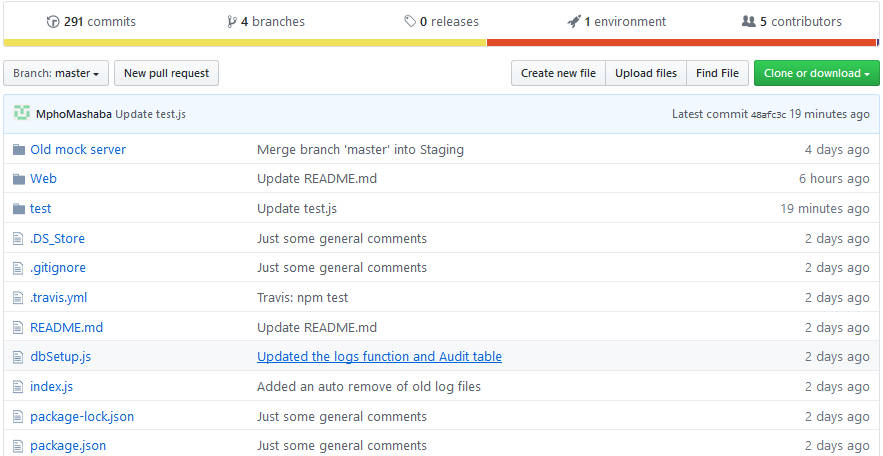 291 commits 4 branches 0 releases 1 environment 5 contributors
Branch: master New pull request Create new file Upload files Find File Clone or download
MphoMashaba Update test.js Latest commit 48afc3c 19 minutes ago
Old mock server Merge branch 'master' into Staging 4 days ago
Web Update README.md 6 hours ago
test Update test.js 19 minutes ago
.DS_Store Just some general comments 2 days ago
.gitignore Just some general comments 2 days ago
.travis.yml Travis: npm test 2 days ago
README.md Update README.md 2 days ago
dbSetup.js Updated the logs function and Audit table 2 days ago
index.js Added an auto remove of old log files 2 days ago
package-lock.json Just some general comments 2 days ago
package.json Just some general comments 2 days ago